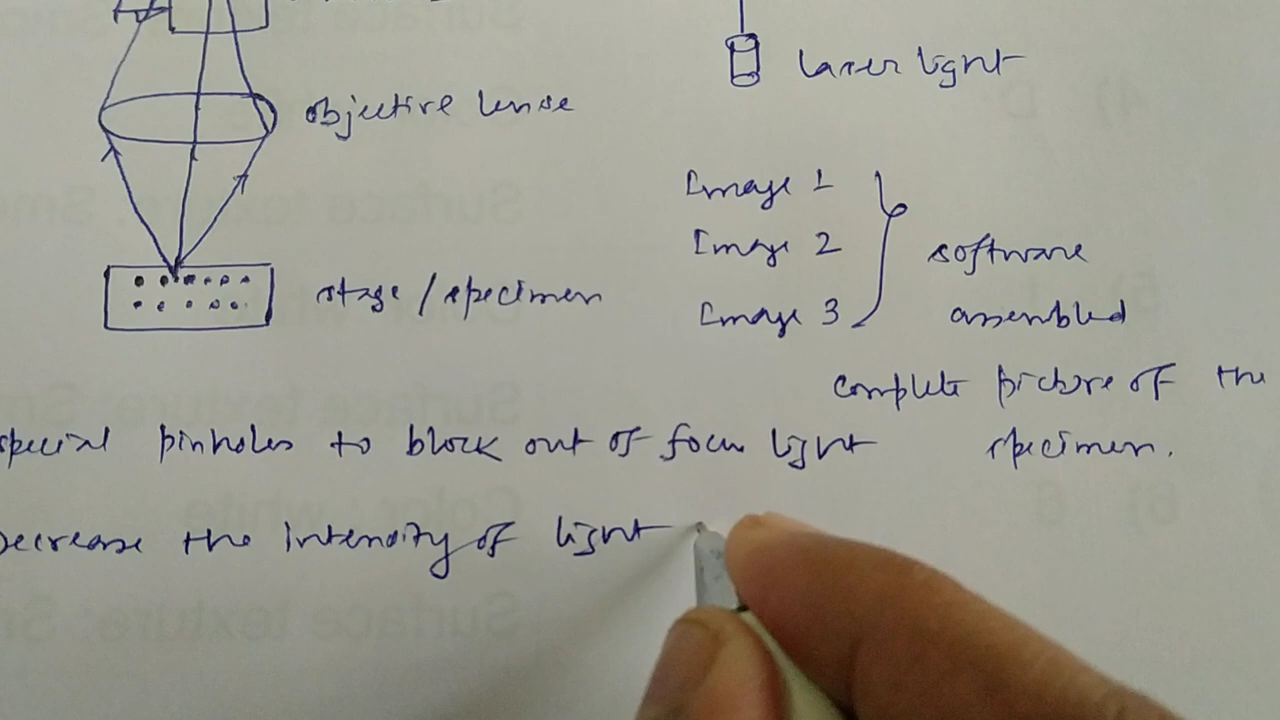 laser light
objective lense
Image 1
Image 2
software
stage / specimen
Image 3
assembled
complete picture of the
special pinholes to block out of focus light
specimen.
Decrease the intensity of light